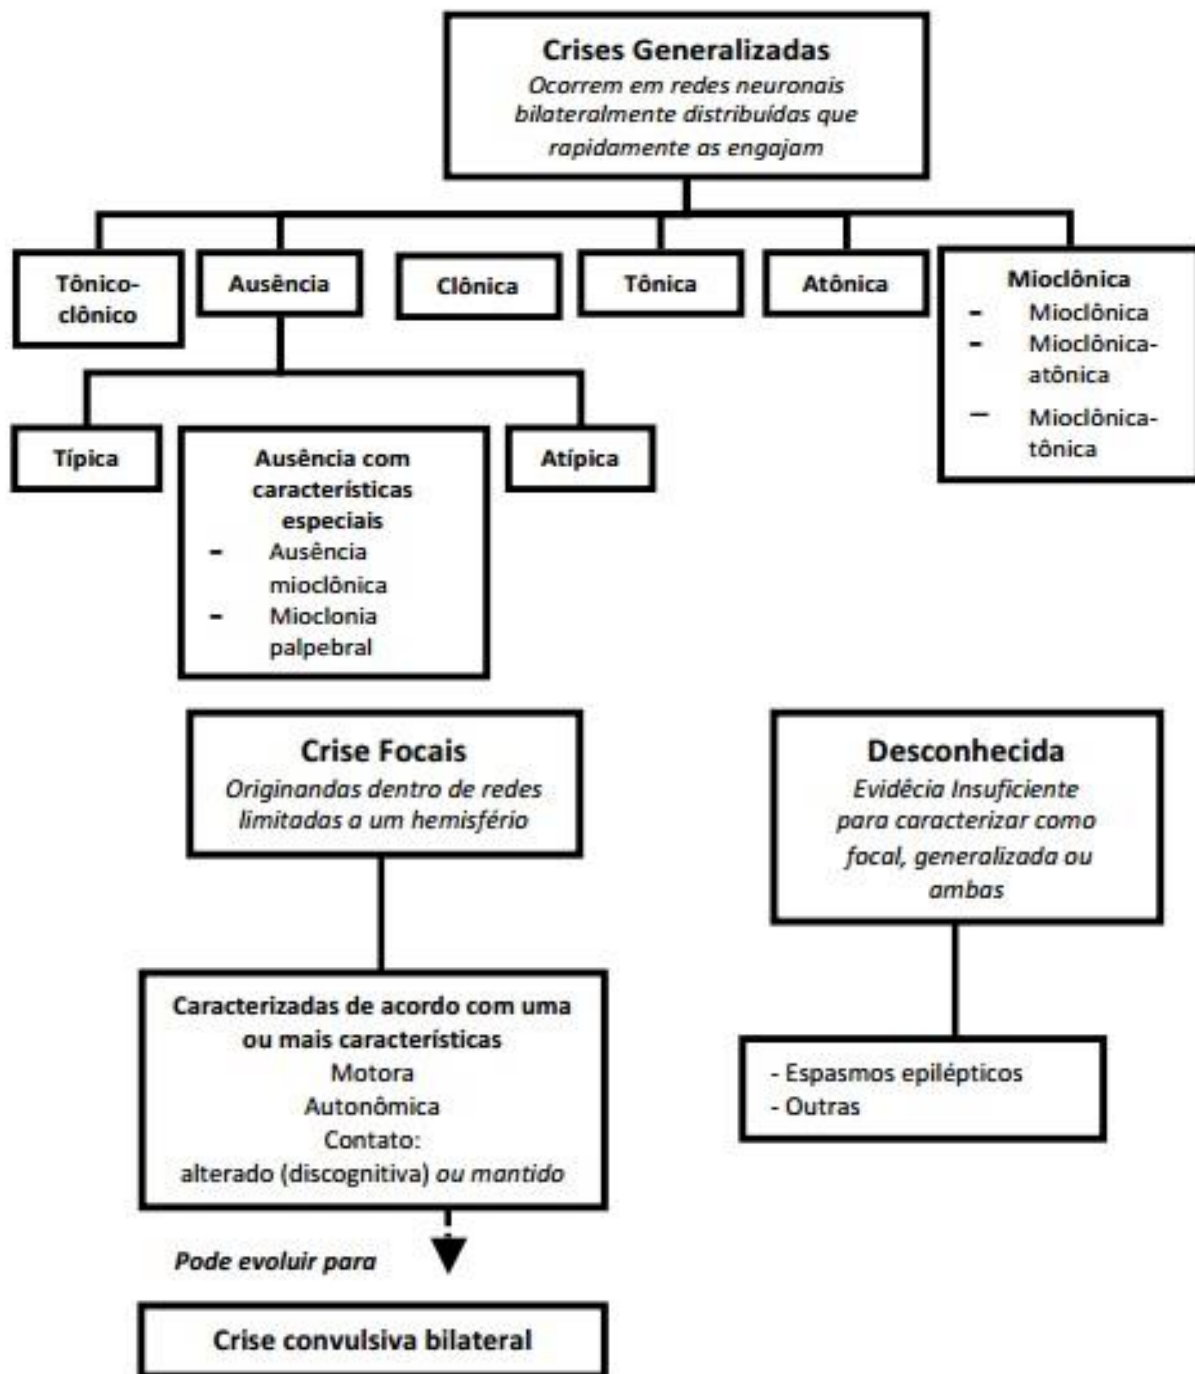 Crises Generalizadas
Ocorrem em redes neuronais
bilateralmente distribuídas que
rapidamente as engajam
Tônico-
clônico
Ausência
Clônica
Tônica
Atônica
Mioclônica
- Mioclônica
- Mioclônica-
atônica
- Mioclônica-
tônica
Típica
Ausência com
características
especiais
- Ausência
mioclônica
- Mioclonia
palpebral
Atípica
Crise Focais
Originandas dentro de redes
limitadas a um hemisfério
Caracterizadas de acordo com uma
ou mais características
Motora
Autonômica
Contato:
alterado (discognitiva) ou mantido
Pode evoluir para
Crise convulsiva bilateral
Desconhecida
Evidêcia Insuficiente
para caracterizar como
focal, generalizada ou
ambas
- Espasmos epilépticos
- Outras